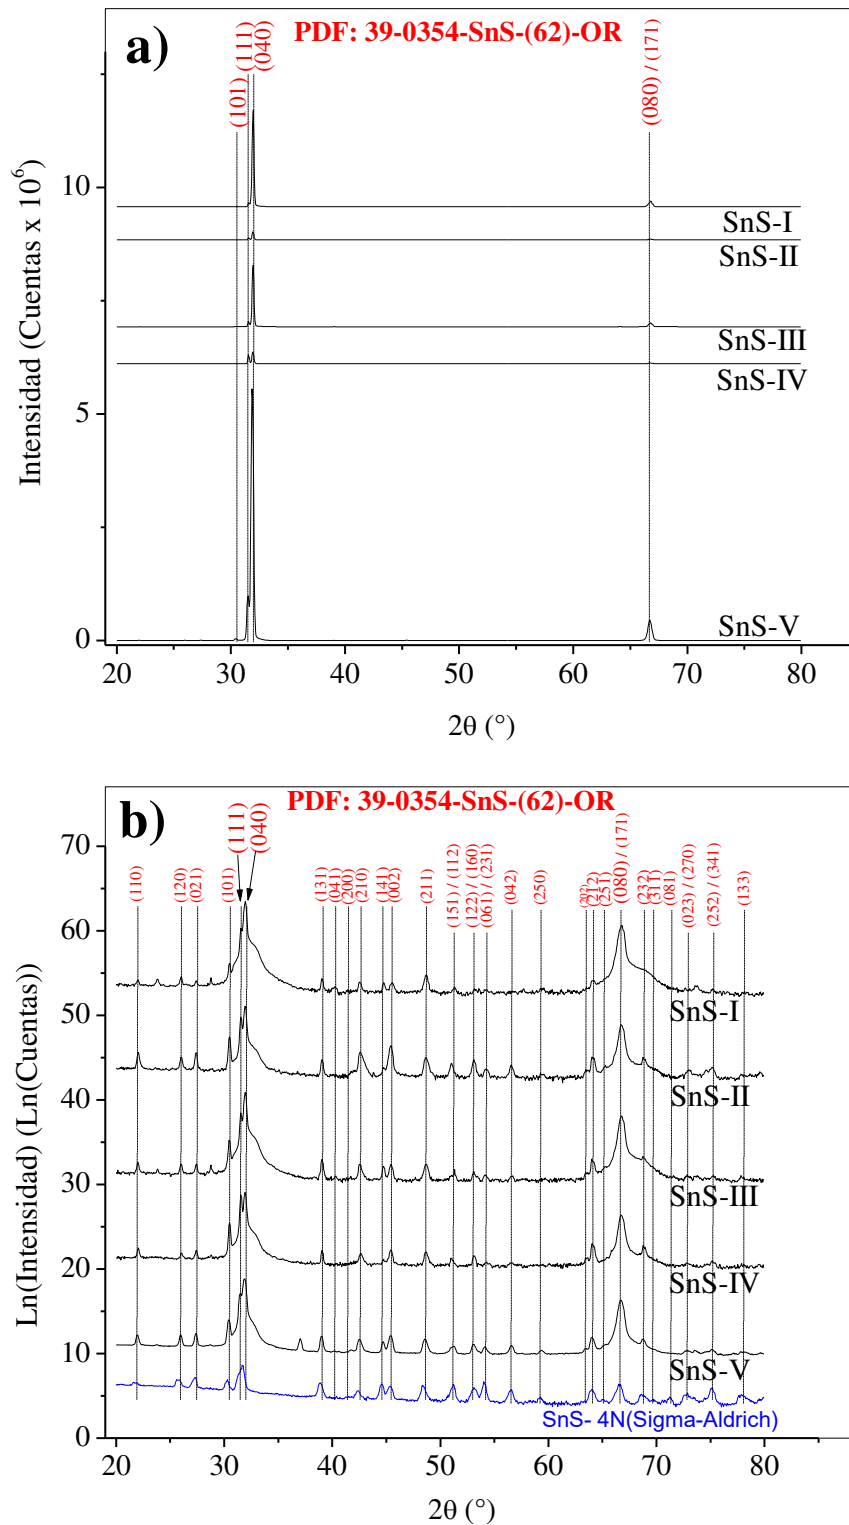 a)
PDF: 39-0354-SnS-(62)-OR
(101)
(111)
(040)
(080) / (171)
Intensidad (Cuentas x 10⁶)
10
5
0
SnS-I
SnS-II
SnS-III
SnS-IV
SnS-V
20 30 40 50 60 70 80
2θ (°)
b)
PDF: 39-0354-SnS-(62)-OR
(110)
(120)
(021)
(101)
(111)
(040)
(131)
(041)
(200)
(210)
(141)
(002)
(211)
(151) / (112)
(122) / (160)
(061) / (231)
(042)
(250)
(212)
(251)
(080) / (171)
(232)
(311)
(081)
(023) / (270)
(252) / (341)
(133)
Ln(Intensidad) (Ln(Cuentas))
70
60
50
40
30
20
10
0
SnS-I
SnS-II
SnS-III
SnS-IV
SnS-V
SnS- 4N(Sigma-Aldrich)
20 30 40 50 60 70 80
2θ (°)